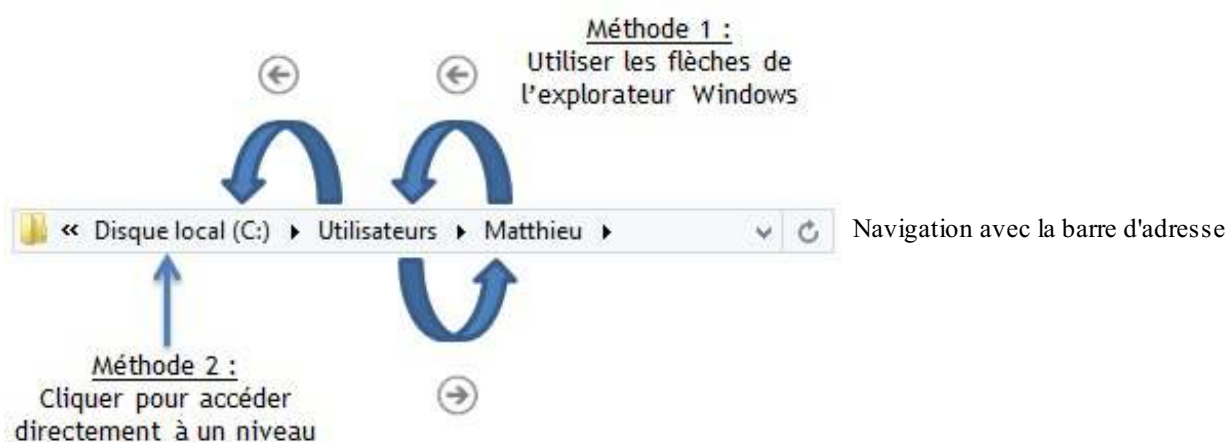 Méthode 1 :
Utiliser les flèches de
l'explorateur Windows
« Disque local (C:) ▸ Utilisateurs ▸ Matthieu ▸
Navigation avec la barre d'adresse
Méthode 2 :
Cliquer pour accéder
directement à un niveau